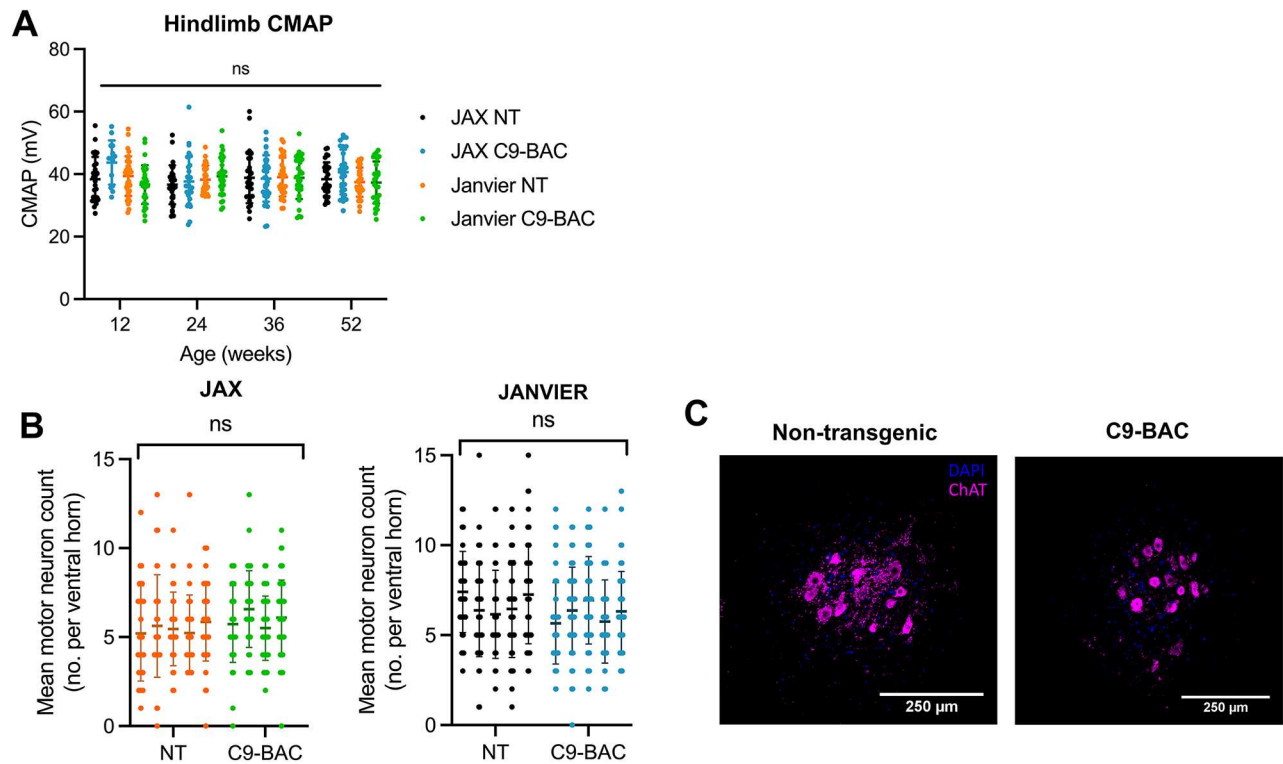 A
Hindlimb CMAP
80
60
40
20
0
CMAP (mV)
ns
12
24
36
52
Age (weeks)
JAX NT
JAX C9-BAC
Janvier NT
Janvier C9-BAC
B
JAX
ns
15
10
5
0
Mean motor neuron count
(no. per ventral horn)
NT
C9-BAC
JANVIER
ns
15
10
5
0
Mean motor neuron count
(no. per ventral horn)
NT
C9-BAC
C
Non-transgenic
DAPI
ChAT
250 µm
C9-BAC
250 µm